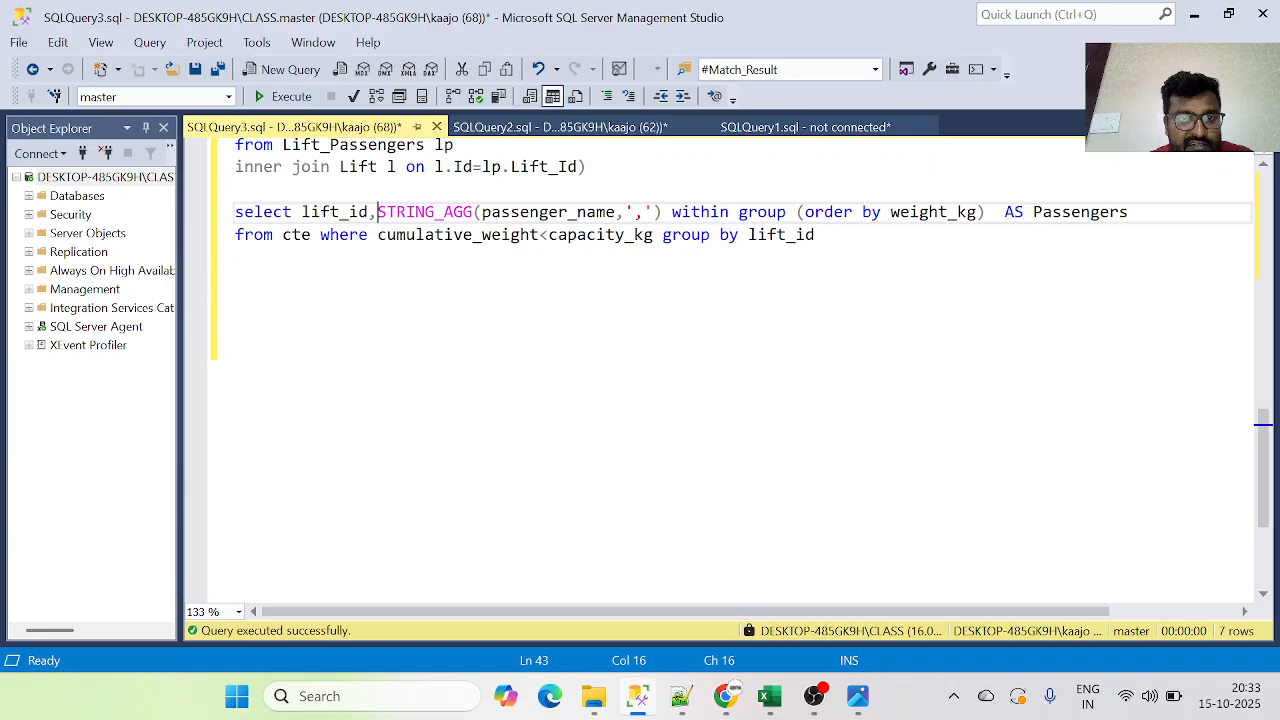 SQLQuery3.sql - DESKTOP-485GK9H\CLASS.master (DESKTOP-485GK9H\kaajo (68))* - Microsoft SQL Server Management Studio
Quick Launch (Ctrl+Q)
File Edit View Query Project Tools Window Help
New Query
MDX DMX XMLA DAX
#Match_Result
master
Execute
Object Explorer
SQLQuery3.sql - D...85GK9H\kaajo (68))*
SQLQuery2.sql - D...85GK9H\kaajo (62))*
SQLQuery1.sql - not connected*
Connect
DESKTOP-485GK9H\CLAS
Databases
Security
Server Objects
Replication
Always On High Availab
Management
Integration Services Cat
SQL Server Agent
XEvent Profiler
from Lift_Passengers lp
inner join Lift l on l.Id=lp.Lift_Id)
select lift_id,STRING_AGG(passenger_name,',') within group (order by weight_kg)  AS Passengers
from cte where cumulative_weight<capacity_kg group by lift_id
133 %
Query executed successfully.
DESKTOP-485GK9H\CLASS (16.0...
DESKTOP-485GK9H\kaajo ...
master
00:00:00
7 rows
Ready
Ln 43
Col 16
Ch 16
INS
Search
ENG
IN
20:33
15-10-2025